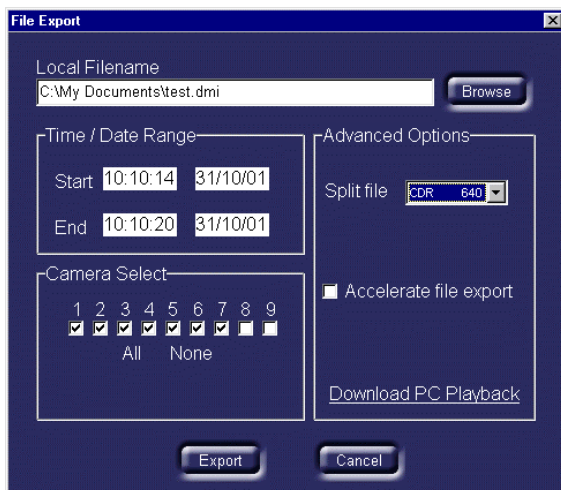 File Export
Local Filename
C:\My Documents\test.dmi
Browse
Time / Date Range
Start 10:10:14 31/10/01
End 10:10:20 31/10/01
Camera Select
1 2 3 4 5 6 7 8 9
All None
Advanced Options
Split file CDR 640
Accelerate file export
Download PC Playback
Export Cancel